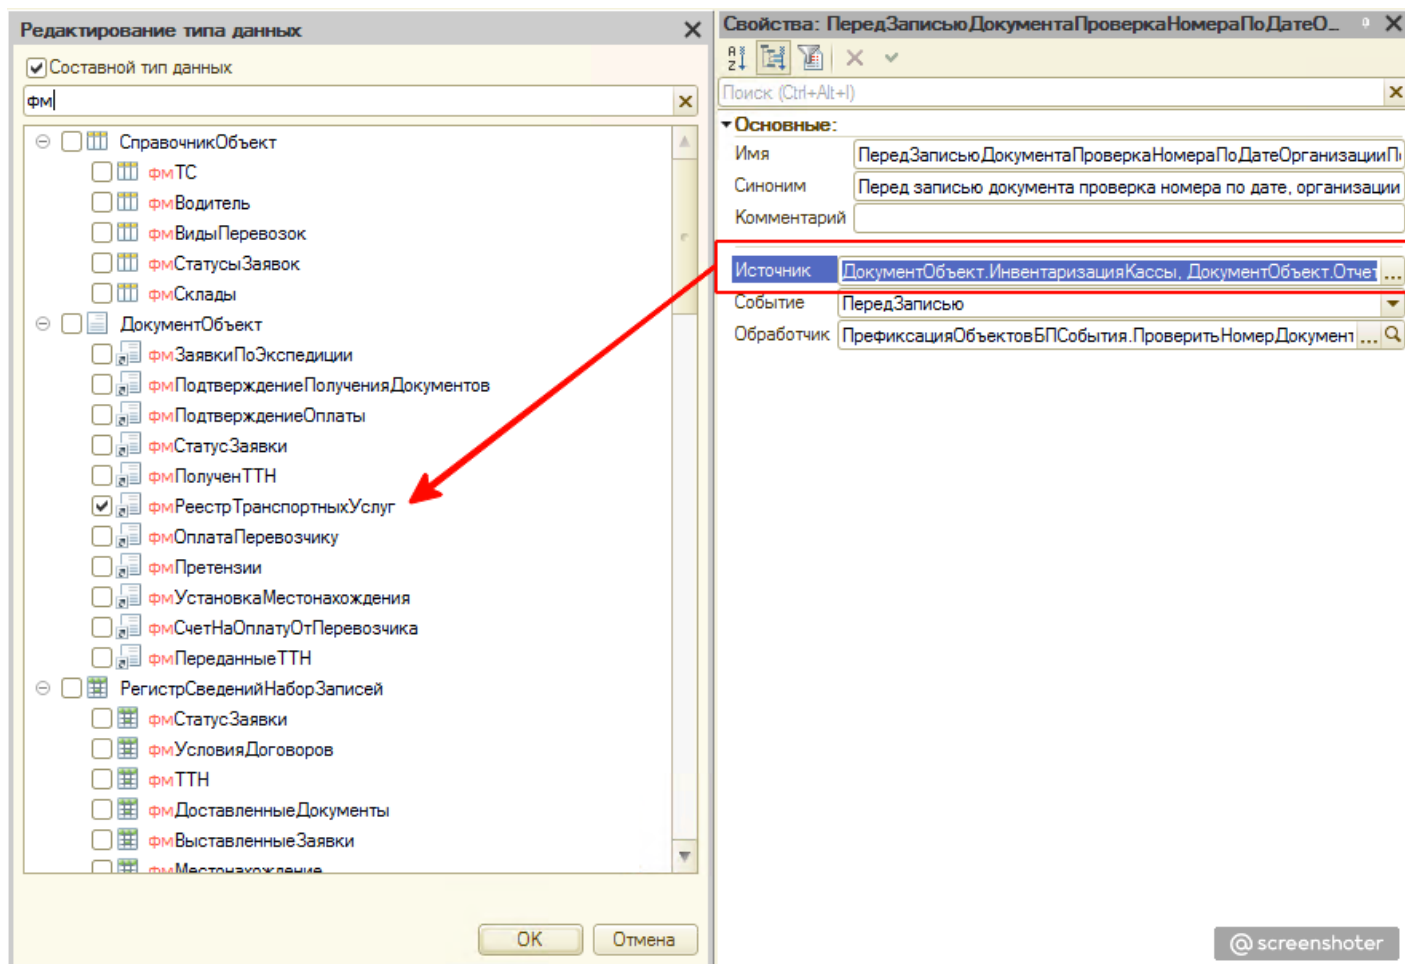 Редактирование типа данных
Составной тип данных
фм
СправочникОбъект
фмТС
фмВодитель
фмВидыПеревозок
фмСтатусыЗаявок
фмСклады
ДокументОбъект
фмЗаявкиПоЭкспедиции
фмПодтверждениеПолученияДокументов
фмПодтверждениеОплаты
фмСтатусЗаявки
фмПолученТТН
фмРеестрТранспортныхУслуг
фмОплатаПеревозчику
фмПретензии
фмУстановкаМестонахождения
фмСчетНаОплатуОтПеревозчика
фмПереданныеТТН
РегистрСведенийНаборЗаписей
фмСтатусЗаявки
фмУсловияДоговоров
фмТТН
фмДоставленныеДокументы
фмВыставленныеЗаявки
фмМестонахождение
OK
Отмена
Свойства: ПередЗаписьюДокументаПроверкаНомераПоДатеО...
Поиск (Ctrl+Alt+I)
Основные:
Имя ПередЗаписьюДокументаПроверкаНомераПоДатеОрганизацииП
Синоним Перед записью документа проверка номера по дате, организации
Комментарий
Источник ДокументОбъект.ИнвентаризацияКассы, ДокументОбъект.Отчет ...
Событие ПередЗаписью
Обработчик ПрефиксацияОбъектовБПСобытия.ПроверитьНомерДокумент ...
@screenshoter